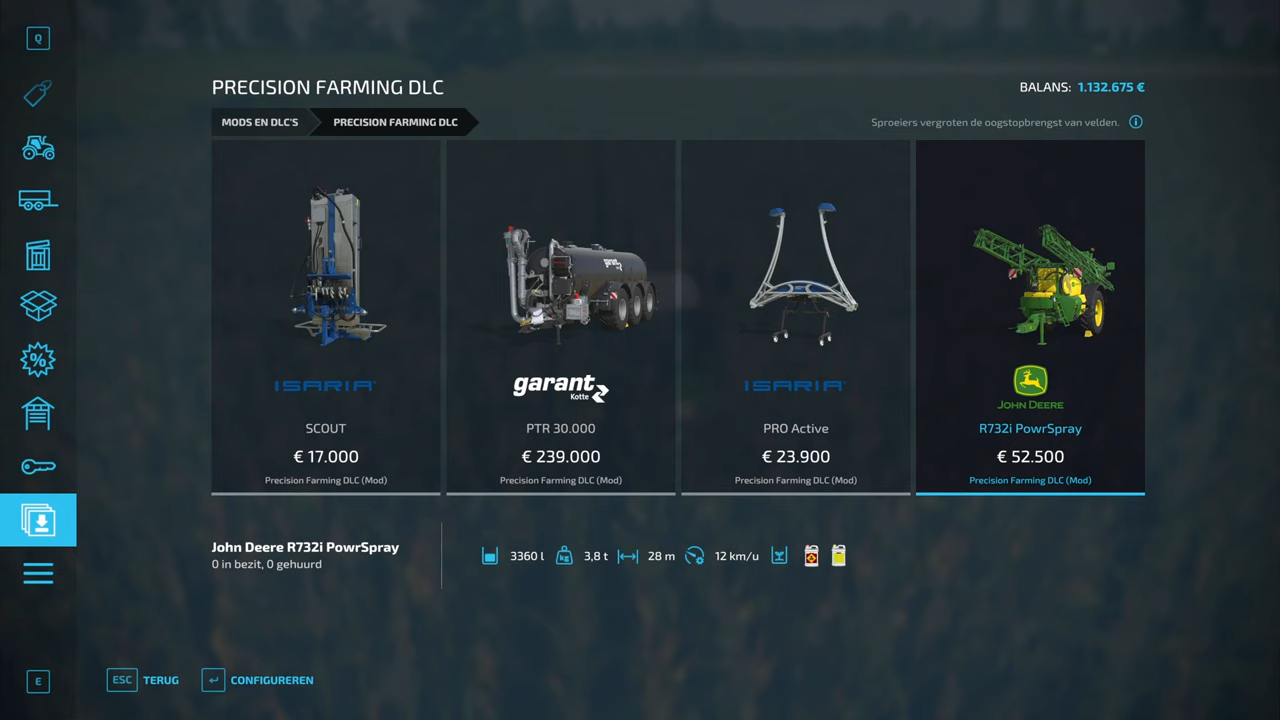 Q
PRECISION FARMING DLC
BALANS: 1.132.675 €
MODS EN DLC'S
PRECISION FARMING DLC
Sproeiers vergroten de oogstopbrengst van velden.
ISARIA
SCOUT
€ 17.000
Precision Farming DLC (Mod)
garant
garant
Kotte
PTR 30.000
€ 239.000
Precision Farming DLC (Mod)
ISARIA
PRO Active
€ 23.900
Precision Farming DLC (Mod)
JOHN DEERE
R732i PowrSpray
€ 52.500
Precision Farming DLC (Mod)
John Deere R732i PowrSpray
0 in bezit, 0 gehuurd
3360 l
kg
3,8 t
28 m
12 km/u
E
ESC TERUG
CONFIGUREREN